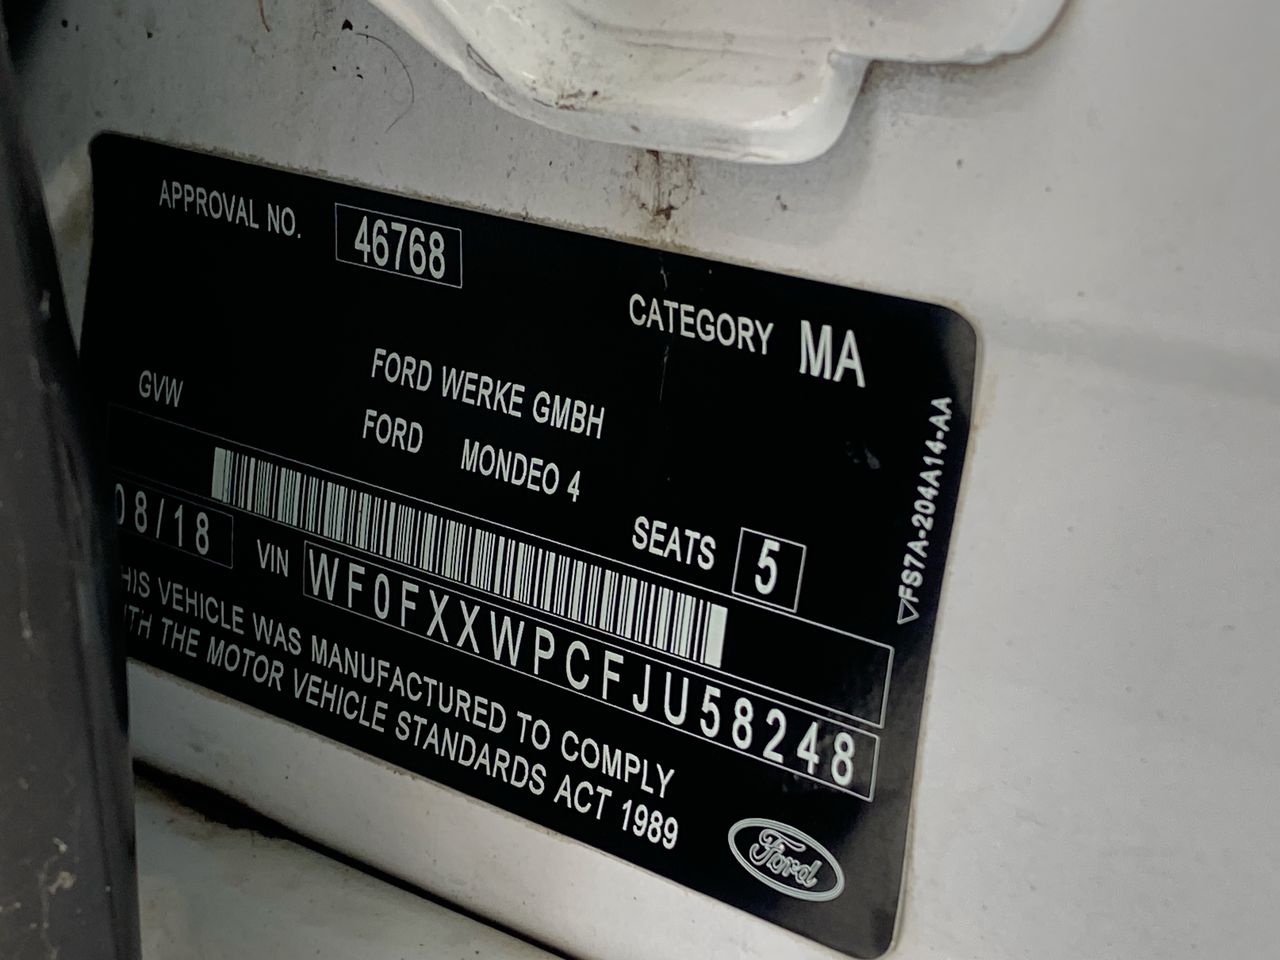 APPROVAL NO. 46768
CATEGORY MA
FORD WERKE GMBH
GVW
FORD MONDEO 4
SEATS 5
08/18 VIN WF0FXXWPCFJU58248
HIS VEHICLE WAS MANUFACTURED TO COMPLY
ITH THE MOTOR VEHICLE STANDARDS ACT 1989
FS7A-204A14-AA
Ford